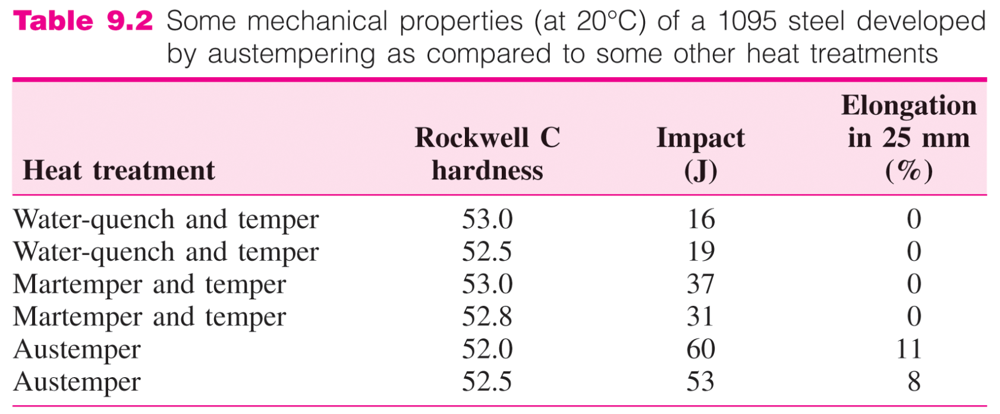 Table 9.2 Some mechanical properties (at 20°C) of a 1095 steel developed
by austempering as compared to some other heat treatments
Elongation
Rockwell C Impact in 25 mm
Heat treatment hardness (J) (%)
Water-quench and temper 53.0 16 0
Water-quench and temper 52.5 19 0
Martemper and temper 53.0 37 0
Martemper and temper 52.8 31 0
Austemper 52.0 60 11
Austemper 52.5 53 8